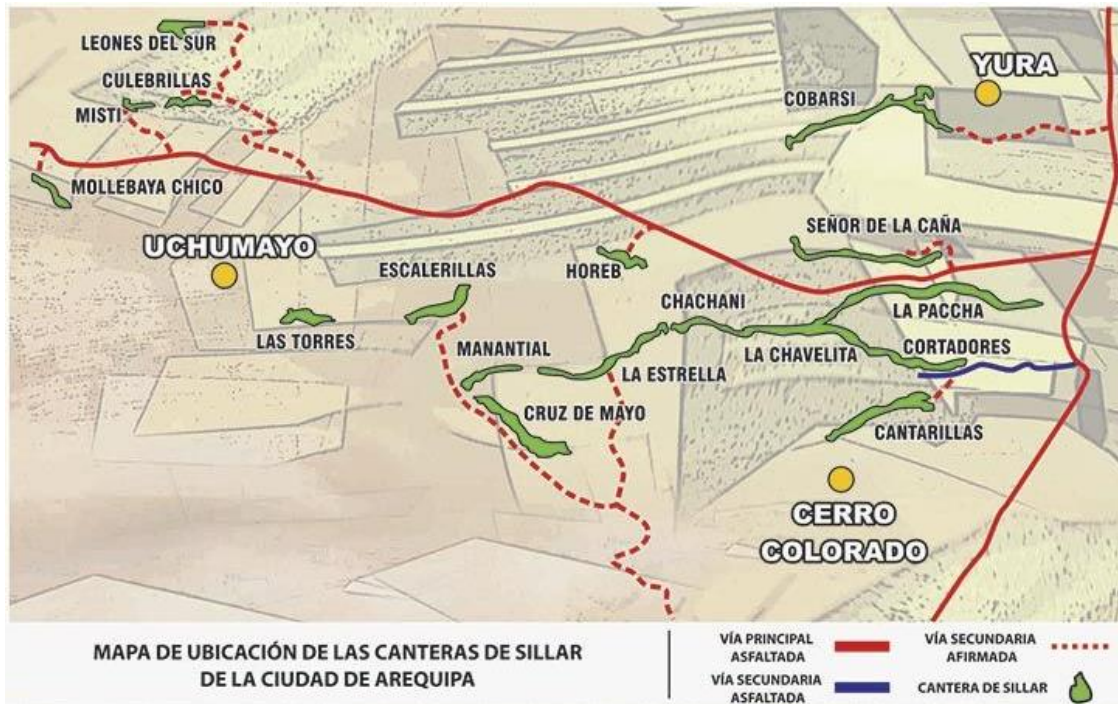 LEONES DEL SUR
CULEBRILLAS
MISTI
MOLLEBAYA CHICO
YURA
COBARSI
UCHUMAYO
ESCALERILLAS
HOREB
SEÑOR DE LA CAÑA
LAS TORRES
CHACHANI
LA PACCHA
MANANTIAL
LA ESTRELLA
LA CHAVELITA
CORTADORES
CRUZ DE MAYO
CANTARILLAS
CERRO
COLORADO
MAPA DE UBICACIÓN DE LAS CANTERAS DE SILLAR
DE LA CIUDAD DE AREQUIPA
VÍA PRINCIPAL
ASFALTADA
VÍA SECUNDARIA
AFIRMADA
VÍA SECUNDARIA
ASFALTADA
CANTERA DE SILLAR